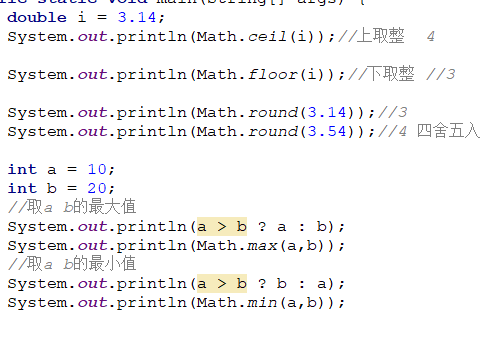 static void main(String[] args) {
double i = 3.14;
System.out.println(Math.ceil(i));//上取整  4
System.out.println(Math.floor(i));//下取整 //3
System.out.println(Math.round(3.14));//3
System.out.println(Math.round(3.54));//4 四舍五入
int a = 10;
int b = 20;
//取a b的最大值
System.out.println(a > b ? a : b);
System.out.println(Math.max(a,b));
//取a b的最小值
System.out.println(a > b ? b : a);
System.out.println(Math.min(a,b));